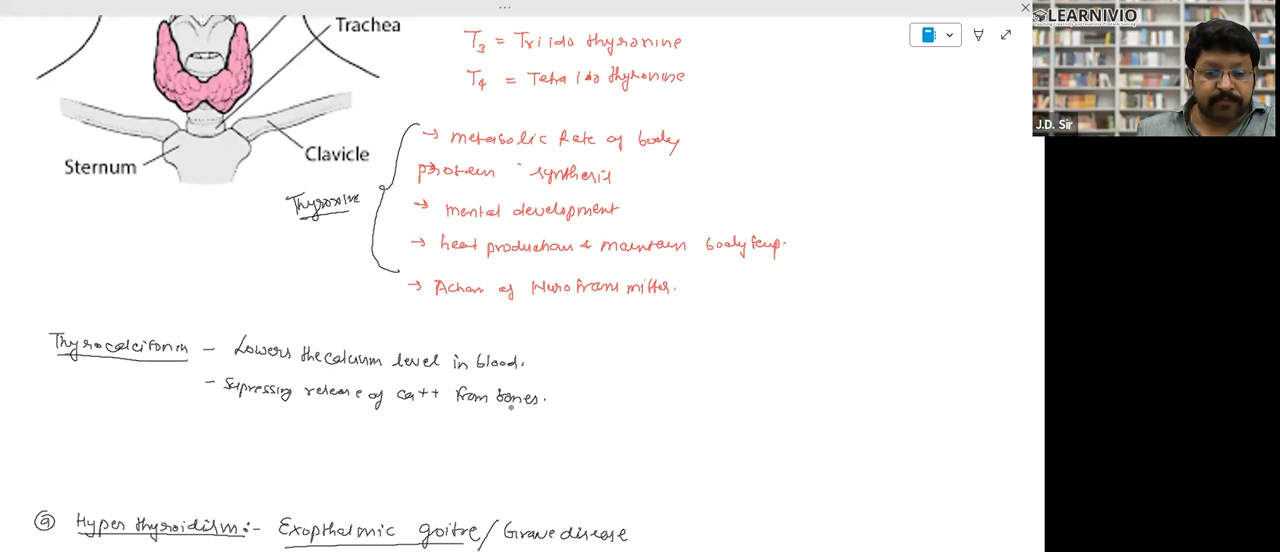 ...
LEARNIVIO
Trachea
T3 = Tri ido thyronine
T4 = Tetra ido thyronine
J.D. Sir
→ metabolic Rate of body
Clavicle
Sternum
protein synthesis
Thyroxine
→ mental development
→ heat production & maintain body temp.
→ Action of Nuro transmitter.
Thyrocalcitonin – Lowers the calcium level in blood.
– Supressing release of Ca++ from bones.
a Hyper thyroidism:- Exopthalmic goitre / Grave disease